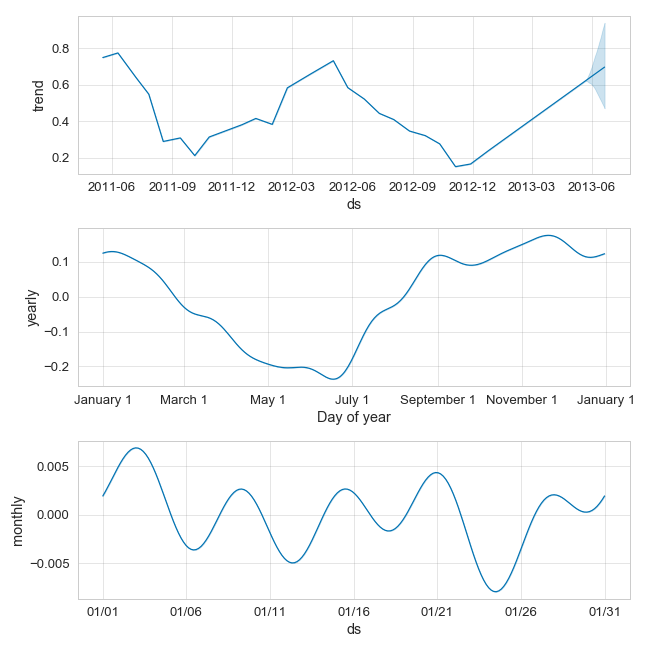 0.8
0.6
0.4
0.2
trend
2011-06 2011-09 2011-12 2012-03 2012-06 2012-09 2012-12 2013-03 2013-06
ds
0.1
0.0
−0.1
−0.2
yearly
January 1 March 1 May 1 July 1 September 1 November 1 January 1
Day of year
0.005
0.000
−0.005
monthly
01/01 01/06 01/11 01/16 01/21 01/26 01/31
ds